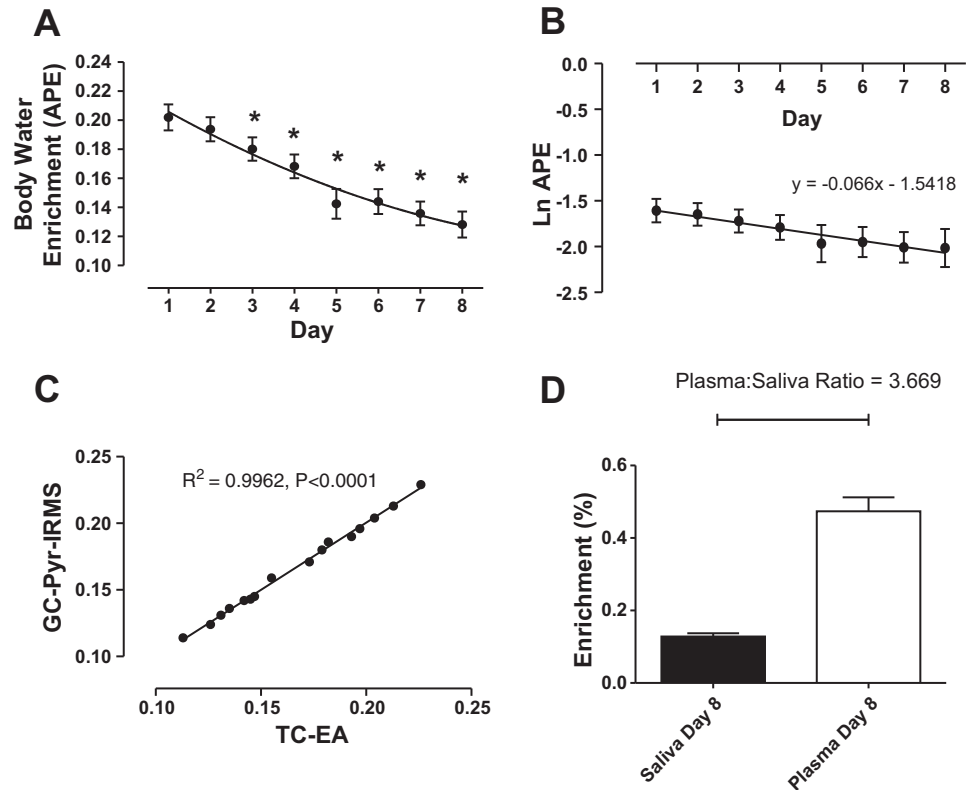 A
Body Water
Enrichment (APE)
0.24
0.22
0.20
0.18
0.16
0.14
0.12
0.10
* * * * * *
1 2 3 4 5 6 7 8
Day
B
Ln APE
0.0
-0.5
-1.0
-1.5
-2.0
-2.5
1 2 3 4 5 6 7 8
Day
y = -0.066x - 1.5418
C
GC-Pyr-IRMS
0.25
0.20
0.15
0.10
R² = 0.9962, P<0.0001
0.10 0.15 0.20 0.25
TC-EA
D
Plasma:Saliva Ratio = 3.669
Enrichment (%)
0.6
0.4
0.2
0.0
Saliva Day 8
Plasma Day 8